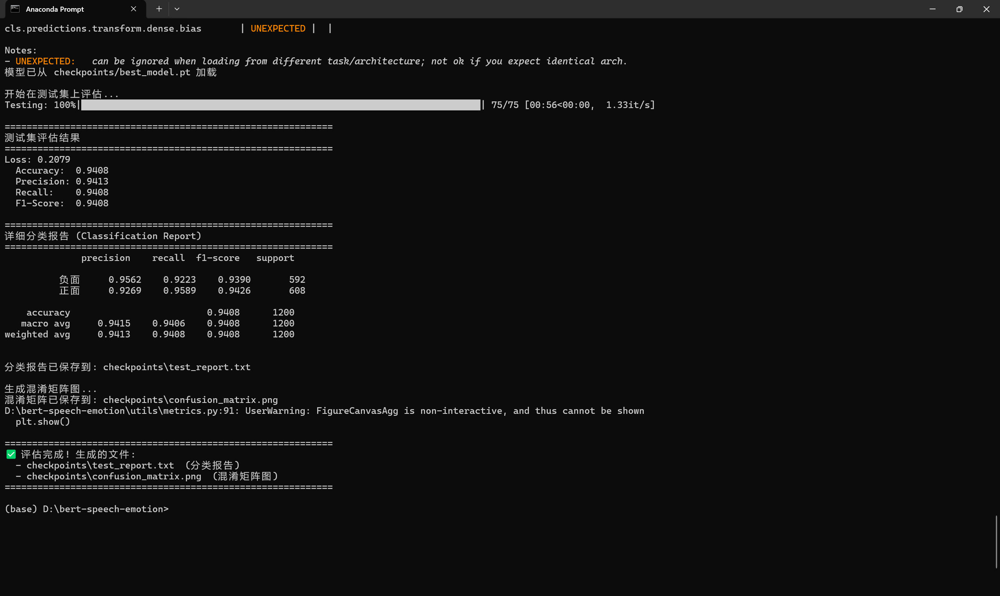 Anaconda Prompt
cls.predictions.transform.dense.bias       | UNEXPECTED |  |
Notes:
- UNEXPECTED:   can be ignored when loading from different task/architecture; not ok if you expect identical arch.
模型已从 checkpoints/best_model.pt 加载
开始在测试集上评估...
Testing: 100%|| 75/75 [00:56<00:00,  1.33it/s]
============================================================
测试集评估结果
============================================================
Loss: 0.2079
  Accuracy:  0.9408
  Precision: 0.9413
  Recall:    0.9408
  F1-Score:  0.9408
============================================================
详细分类报告 (Classification Report)
============================================================
              precision    recall  f1-score   support
          负面     0.9562    0.9223    0.9390       592
          正面     0.9269    0.9589    0.9426       608
    accuracy                         0.9408      1200
   macro avg     0.9415    0.9406    0.9408      1200
weighted avg     0.9413    0.9408    0.9408      1200
分类报告已保存到: checkpoints\test_report.txt
生成混淆矩阵图...
混淆矩阵已保存到: checkpoints\confusion_matrix.png
D:\bert-speech-emotion\utils\metrics.py:91: UserWarning: FigureCanvasAgg is non-interactive, and thus cannot be shown
  plt.show()
============================================================
✅ 评估完成! 生成的文件:
  - checkpoints\test_report.txt (分类报告)
  - checkpoints\confusion_matrix.png (混淆矩阵图)
============================================================
(base) D:\bert-speech-emotion>